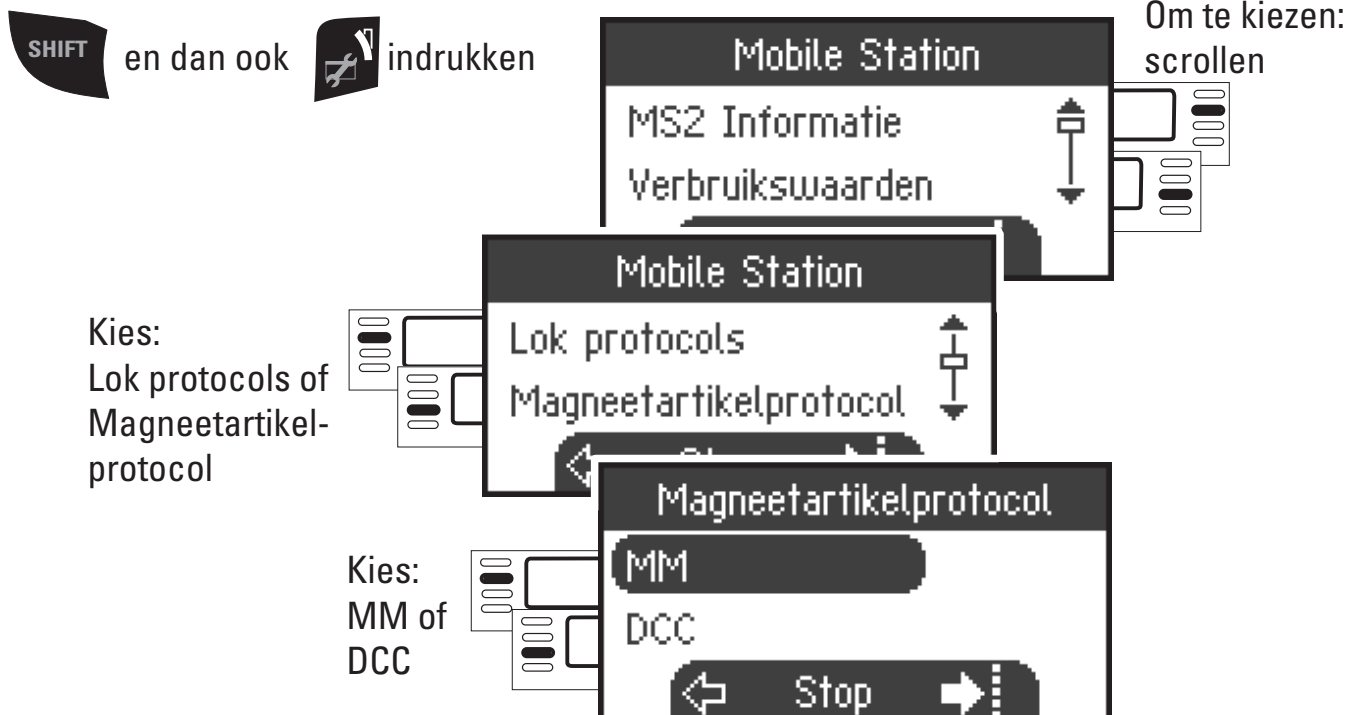 SHIFT en dan ook indrukken
Om te kiezen:
scrollen
Mobile Station
MS2 Informatie
Verbruikswaarden
Mobile Station
Lok protocols
Magneetartikelprotocol
Kies:
Lok protocols of
Magneetartikel-
protocol
Magneetartikelprotocol
MM
DCC
Stop
Kies:
MM of
DCC